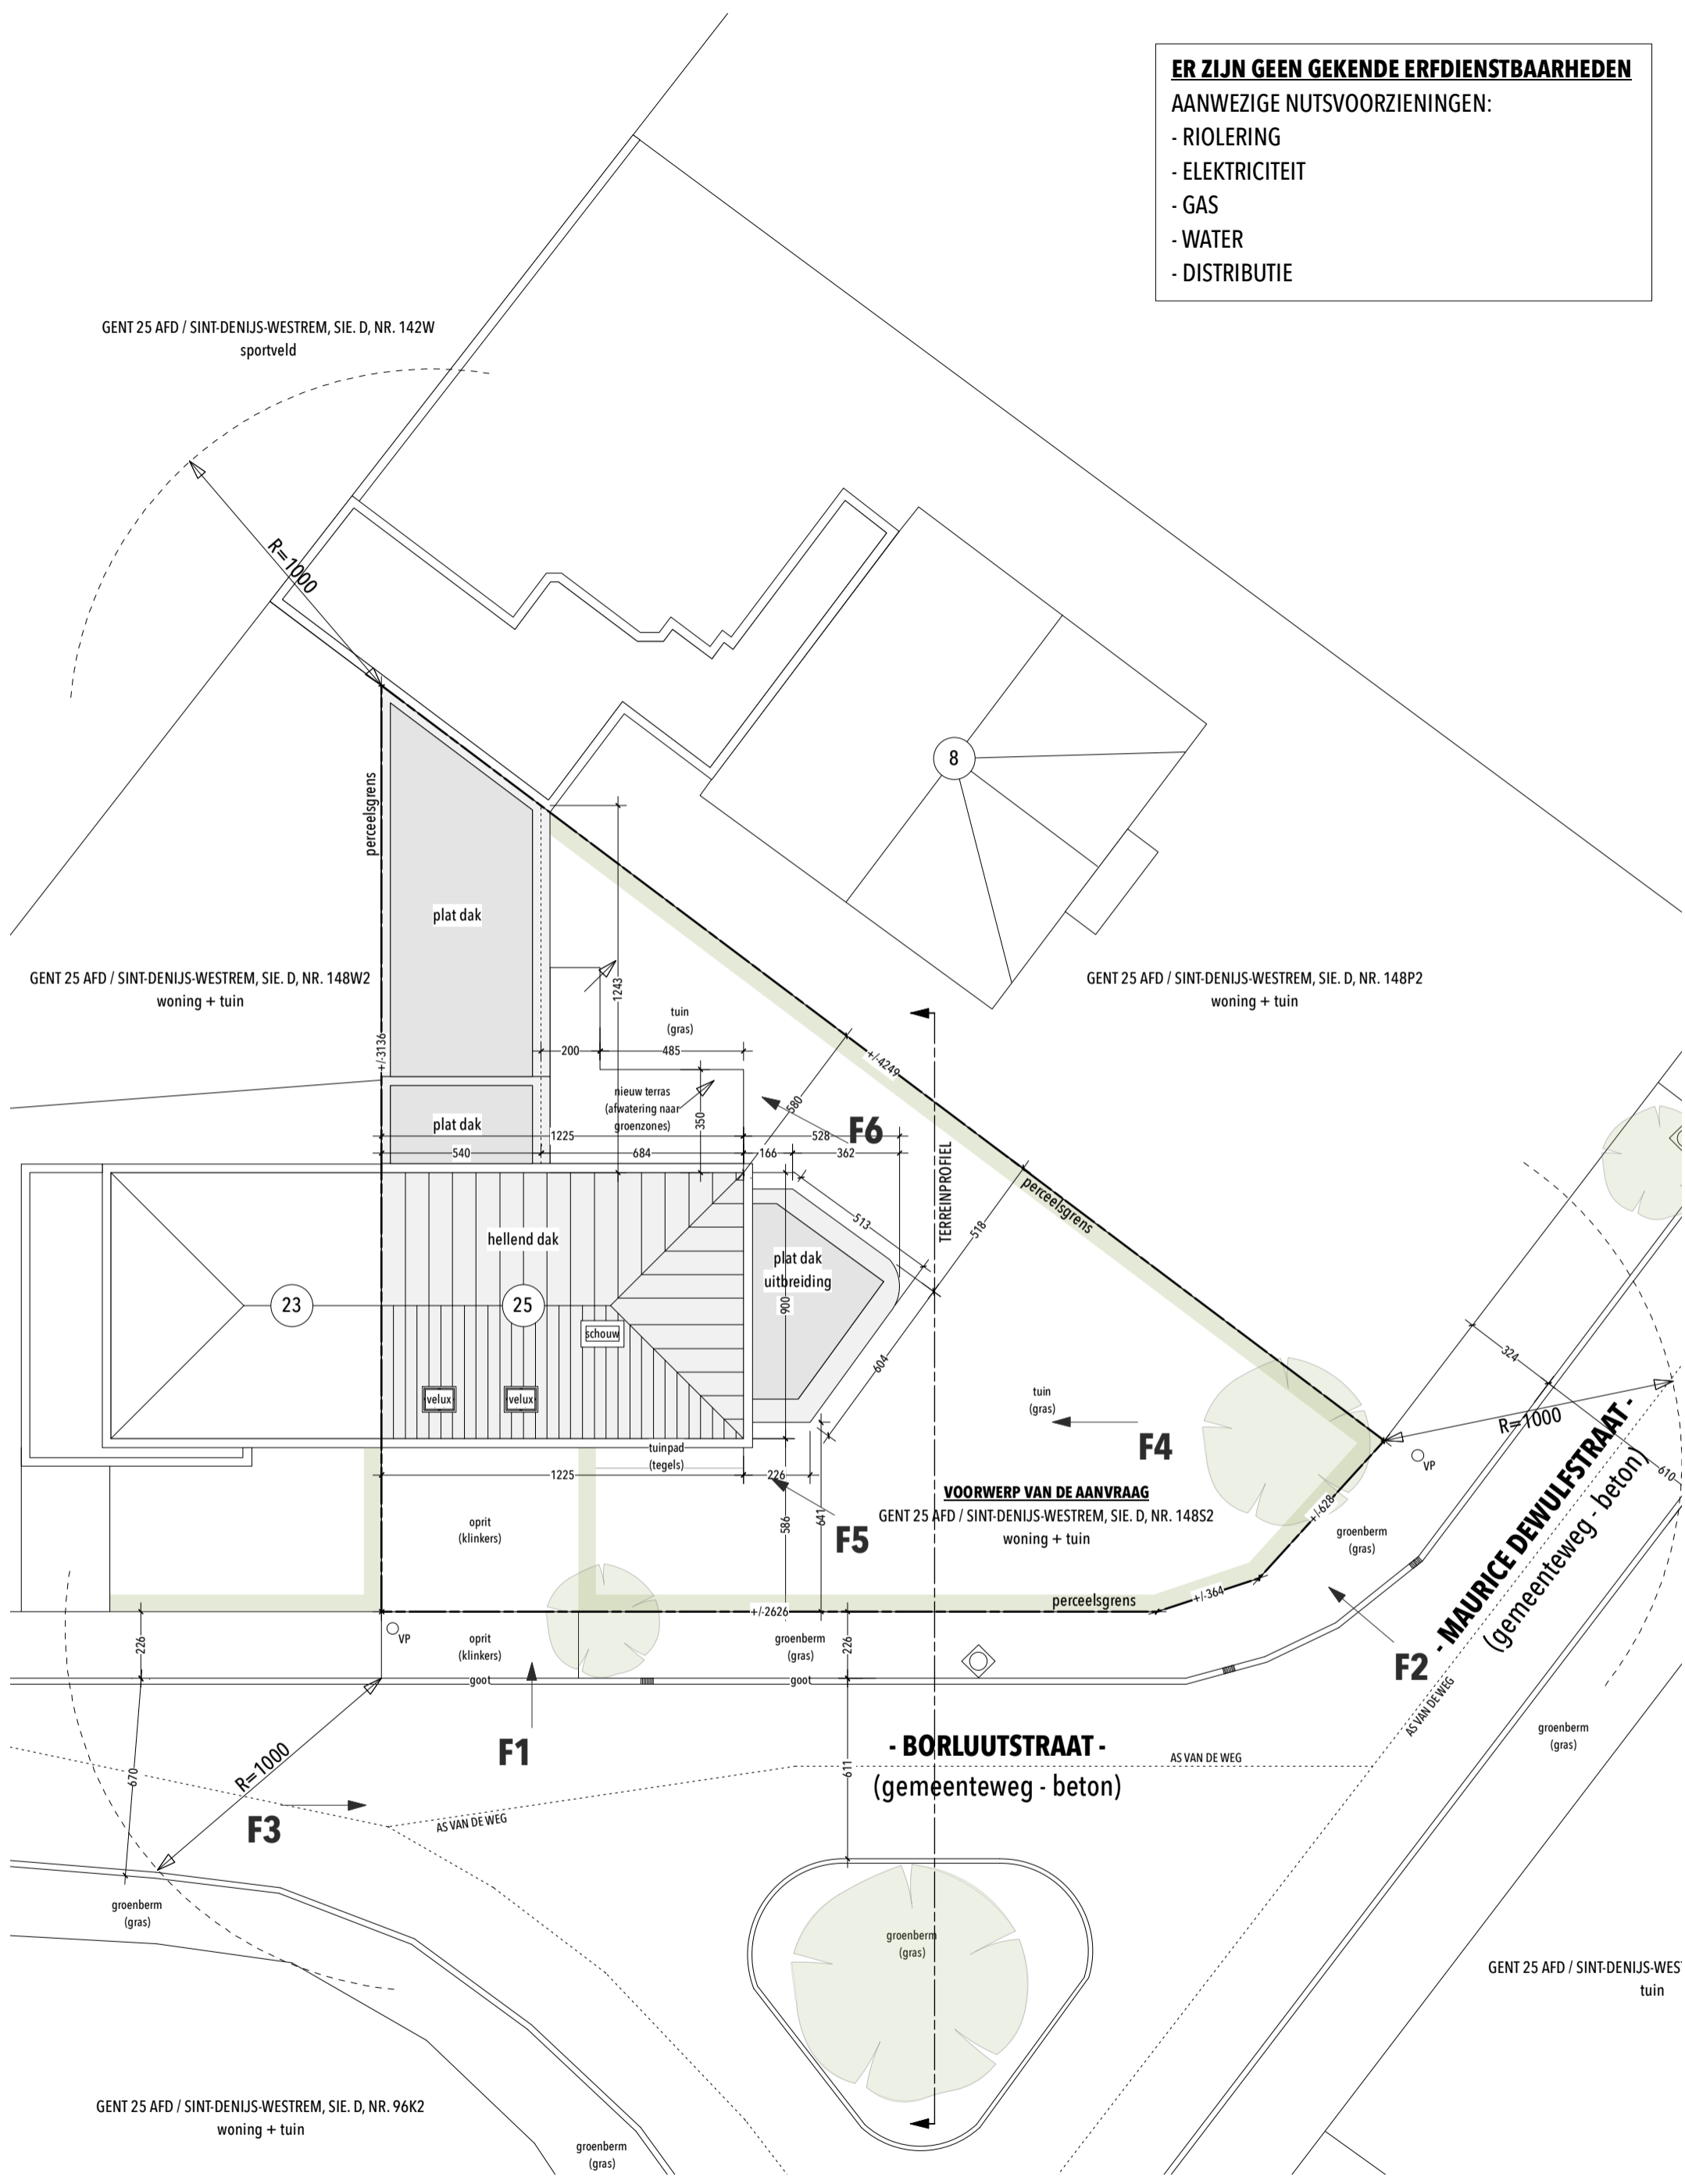 ER ZIJN GEEN GEKENDE ERFDIENSTBAARHEDEN
AANWEZIGE NUTSVOORZIENINGEN:
- RIOLERING
- ELEKTRICITEIT
- GAS
- WATER
- DISTRIBUTIE
GENT 25 AFD / SINT-DENIJS-WESTREM, SIE. D, NR. 142W
sportveld
R=1000
8
perceelsgrens
plat dak
GENT 25 AFD / SINT-DENIJS-WESTREM, SIE. D, NR. 148W2
woning + tuin
GENT 25 AFD / SINT-DENIJS-WESTREM, SIE. D, NR. 148P2
woning + tuin
1243
tuin
(gras)
+/-3136
200
485
+/-4249
nieuw terras
(afwatering naar
groenzones)
350
580
plat dak
F6
1225
528
540
684
166
362
TERREINPROFIEL
perceelsgrens
513
518
hellend dak
plat dak
uitbreiding
900
23
25
schouw
604
324
velux
velux
tuin
(gras)
F4
R=1000
- MAURICE DEWULFSTRAAT -
(gemeenteweg - beton)
610
VP
tuinpad
(tegels)
1225
226
VOORWERP VAN DE AANVRAAG
GENT 25 AFD / SINT-DENIJS-WESTREM, SIE. D, NR. 148S2
woning + tuin
586
641
F5
oprit
(klinkers)
+/-628
groenberm
(gras)
+/-364
perceelsgrens
+/-2626
226
VP
oprit
(klinkers)
groenberm
(gras)
226
goot
goot
F2
AS VAN DE WEG
groenberm
(gras)
F1
- BORLUUTSTRAAT -
(gemeenteweg - beton)
AS VAN DE WEG
611
670
R=1000
F3
AS VAN DE WEG
groenberm
(gras)
groenberm
(gras)
GENT 25 AFD / SINT-DENIJS-WES
tuin
GENT 25 AFD / SINT-DENIJS-WESTREM, SIE. D, NR. 96K2
woning + tuin
groenberm
(gras)